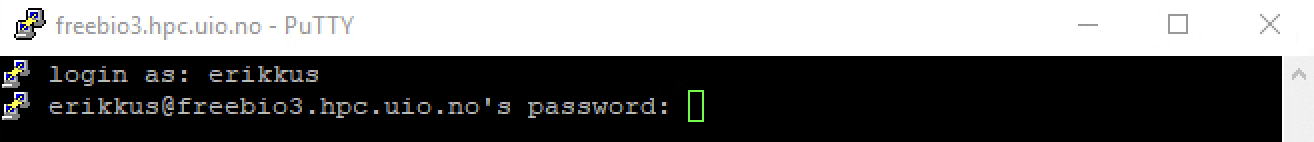 freebio3.hpc.uio.no - PuTTY
login as: erikkus
erikkus@freebio3.hpc.uio.no's password: